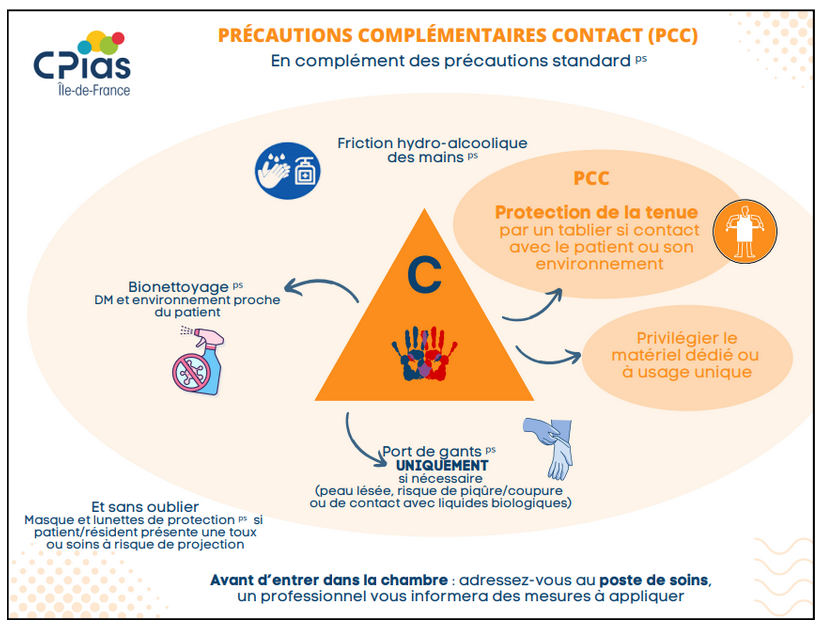 PRÉCAUTIONS COMPLÉMENTAIRES CONTACT (PCC)
En complément des précautions standard ps
CPias
Île-de-France
Friction hydro-alcoolique
des mains ps
PCC
Protection de la tenue
par un tablier si contact
avec le patient ou son
environnement
C
Bionettoyage ps
DM et environnement proche
du patient
Privilégier le
matériel dédié ou
à usage unique
Port de gants ps
UNIQUEMENT
si nécessaire
(peau lésée, risque de piqûre/coupure
ou de contact avec liquides biologiques)
Et sans oublier
Masque et lunettes de protection ps si
patient/résident présente une toux
ou soins à risque de projection
Avant d'entrer dans la chambre : adressez-vous au poste de soins,
un professionnel vous informera des mesures à appliquer